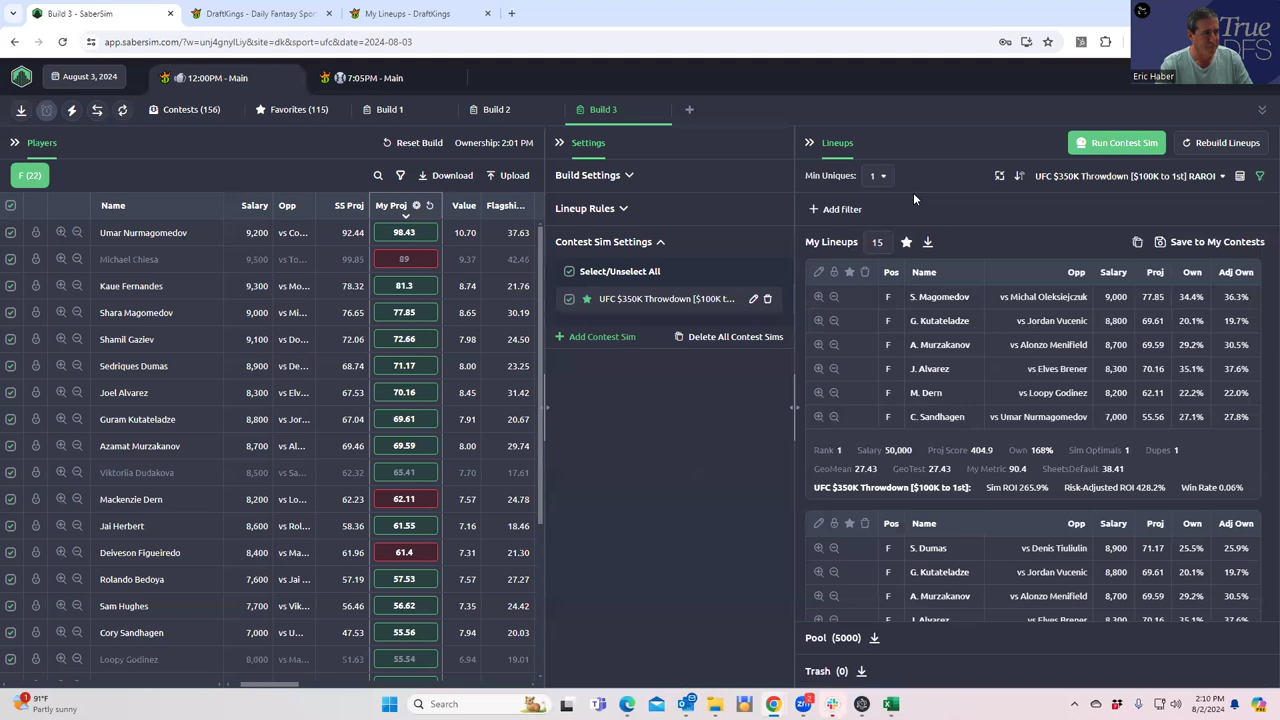 Build 3 - SaberSim
DraftKings - Daily Fantasy Sport
My Lineups - DraftKings
app.sabersim.com/?w=unj4gnylLiy&site=dk&sport=ufc&date=2024-08-03
True
DFS
Eric Haber
August 3, 2024
12:00PM - Main
7:05PM - Main
Contests (156)
Favorites (115)
Build 1
Build 2
Build 3
Players
Reset Build
Ownership: 2:01 PM
Settings
Lineups
Run Contest Sim
Rebuild Lineups
F (22)
Download
Upload
Build Settings
Min Uniques:
1
UFC $350K Throwdown [$100K to 1st] RAROI
Name Salary Opp SS Proj My Proj Value Flagshi...
Lineup Rules
Add filter
Umar Nurmagomedov 9,200 vs Co... 92.44 98.43 10.70 37.63
Michael Chiesa 9,500 vs To... 99.85 89 9.37 42.46
Kaue Fernandes 9,300 vs Mo... 78.32 81.3 8.74 21.76
Shara Magomedov 9,000 vs Mi... 76.65 77.85 8.65 30.19
Shamil Gaziev 9,100 vs Do... 72.06 72.66 7.98 24.50
Sedriques Dumas 8,900 vs De... 68.74 71.17 8.00 23.25
Joel Alvarez 8,300 vs Elv... 67.53 70.16 8.45 31.42
Guram Kutateladze 8,800 vs Jor... 67.54 69.61 7.91 20.67
Azamat Murzakanov 8,700 vs Al... 69.46 69.59 8.00 29.74
Viktoriia Dudakova 8,500 vs Sa... 62.32 65.41 7.70 17.61
Mackenzie Dern 8,200 vs Lo... 62.23 62.11 7.57 24.78
Jai Herbert 8,600 vs Rol... 58.36 61.55 7.16 18.46
Deiveson Figueiredo 8,400 vs Ma... 61.96 61.4 7.31 21.30
Rolando Bedoya 7,600 vs Jai ... 57.19 57.53 7.57 27.27
Sam Hughes 7,700 vs Vik... 56.46 56.62 7.35 24.42
Cory Sandhagen 7,000 vs U... 47.53 55.56 7.94 20.03
Loopy Godinez 8,000 vs Ma... 51.63 55.54 6.94 19.01
Contest Sim Settings
Select/Unselect All
UFC $350K Throwdown [$100K t...
Add Contest Sim
Delete All Contest Sims
My Lineups
15
Save to My Contests
Pos Name Opp Salary Proj Own Adj Own
F S. Magomedov vs Michal Oleksiejczuk 9,000 77.85 34.4% 36.3%
F G. Kutateladze vs Jordan Vucenic 8,800 69.61 20.1% 19.7%
F A. Murzakanov vs Alonzo Menifield 8,700 69.59 29.2% 30.5%
F J. Alvarez vs Elves Brener 8,300 70.16 35.1% 37.6%
F M. Dern vs Loopy Godinez 8,200 62.11 22.2% 22.0%
F C. Sandhagen vs Umar Nurmagomedov 7,000 55.56 27.1% 27.8%
Rank 1 Salary 50,000 Proj Score 404.9 Own 168% Sim Optimals 1 Dupes 1
GeoMean 27.43 GeoTest 27.43 My Metric 90.4 SheetsDefault 38.41
UFC $350K Throwdown [$100K to 1st]: Sim ROI 265.9% Risk-Adjusted ROI 428.2% Win Rate 0.06%
Pos Name Opp Salary Proj Own Adj Own
F S. Dumas vs Denis Tiuliulin 8,900 71.17 25.5% 25.9%
F G. Kutateladze vs Jordan Vucenic 8,800 69.61 20.1% 19.7%
F A. Murzakanov vs Alonzo Menifield 8,700 69.59 29.2% 30.5%
F J. Alvarez vs Elves Brener 8,300 70.16 35.1% 37.6%
Pool (5000)
Trash (0)
91°F
Partly sunny
Search
2:10 PM
8/2/2024